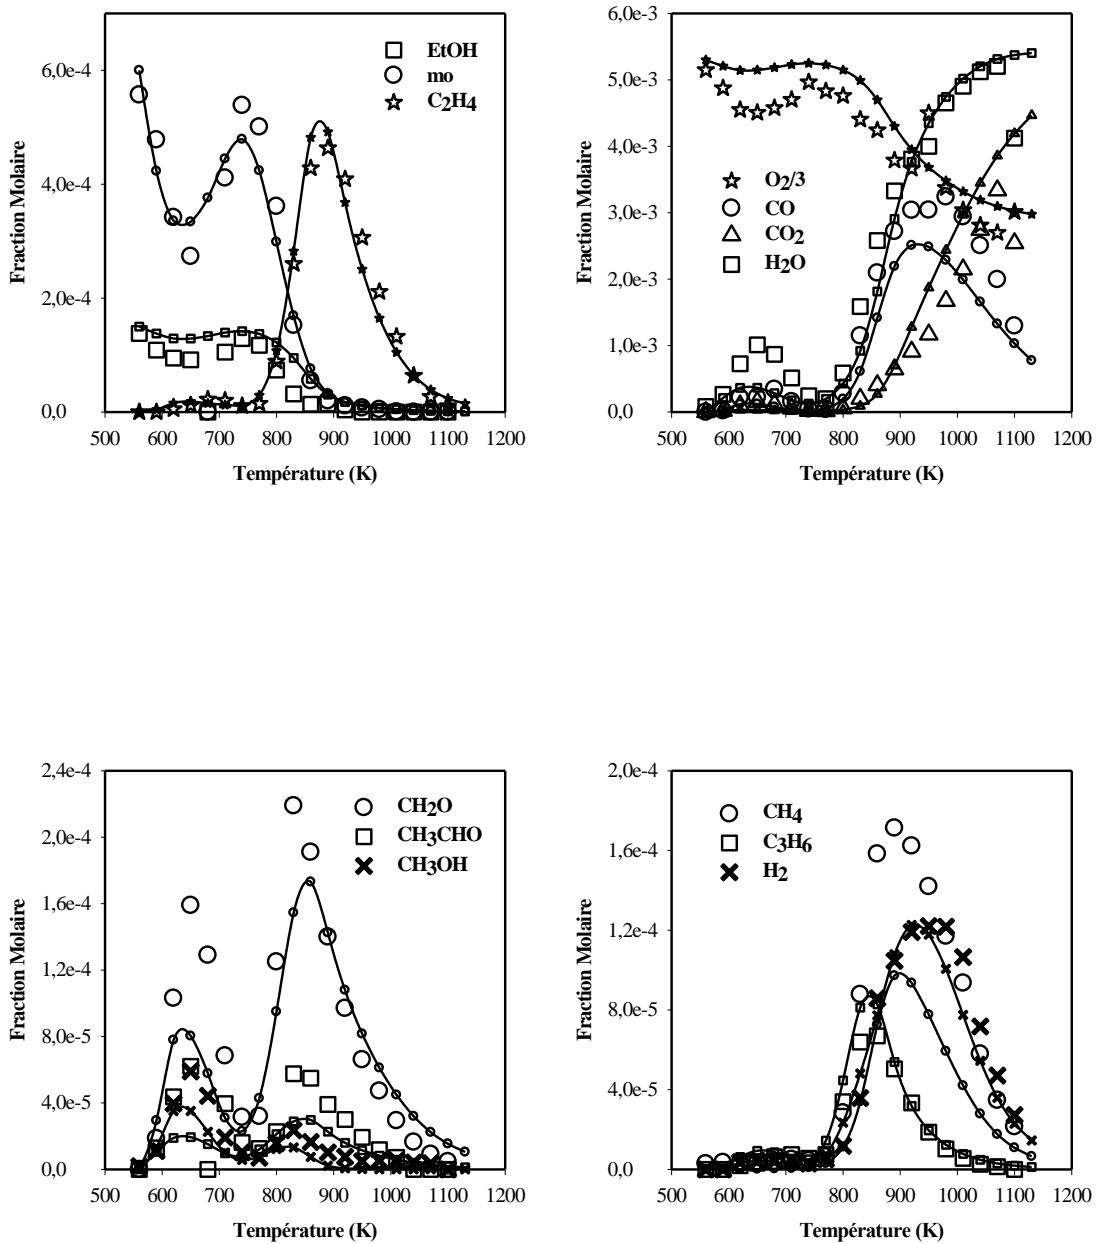 EtOH
mo
C2H4
6,0e-4
4,0e-4
2,0e-4
0,0
Fraction Molaire
500 600 700 800 900 1000 1100 1200
Température (K)
6,0e-3
5,0e-3
4,0e-3
3,0e-3
2,0e-3
1,0e-3
0,0
Fraction Molaire
O2/3
CO
CO2
H2O
500 600 700 800 900 1000 1100 1200
Température (K)
2,4e-4
2,0e-4
1,6e-4
1,2e-4
8,0e-5
4,0e-5
0,0
Fraction Molaire
CH2O
CH3CHO
CH3OH
500 600 700 800 900 1000 1100 1200
Température (K)
2,0e-4
1,6e-4
1,2e-4
8,0e-5
4,0e-5
0,0
Fraction Molaire
CH4
C3H6
H2
500 600 700 800 900 1000 1100 1200
Température (K)